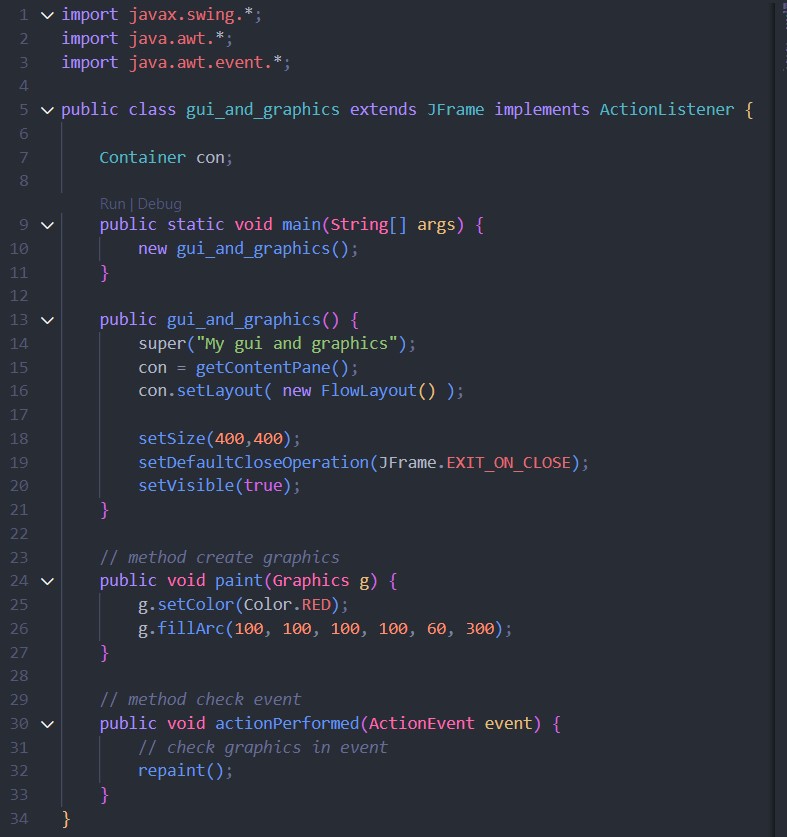 1 import javax.swing.*;
2 import java.awt.*;
3 import java.awt.event.*;
4
5 public class gui_and_graphics extends JFrame implements ActionListener {
6
7     Container con;
8
Run | Debug
9     public static void main(String[] args) {
10         new gui_and_graphics();
11     }
12
13     public gui_and_graphics() {
14         super("My gui and graphics");
15         con = getContentPane();
16         con.setLayout( new FlowLayout() );
17
18         setSize(400,400);
19         setDefaultCloseOperation(JFrame.EXIT_ON_CLOSE);
20         setVisible(true);
21     }
22
23     // method create graphics
24     public void paint(Graphics g) {
25         g.setColor(Color.RED);
26         g.fillArc(100, 100, 100, 100, 60, 300);
27     }
28
29     // method check event
30     public void actionPerformed(ActionEvent event) {
31         // check graphics in event
32         repaint();
33     }
34 }